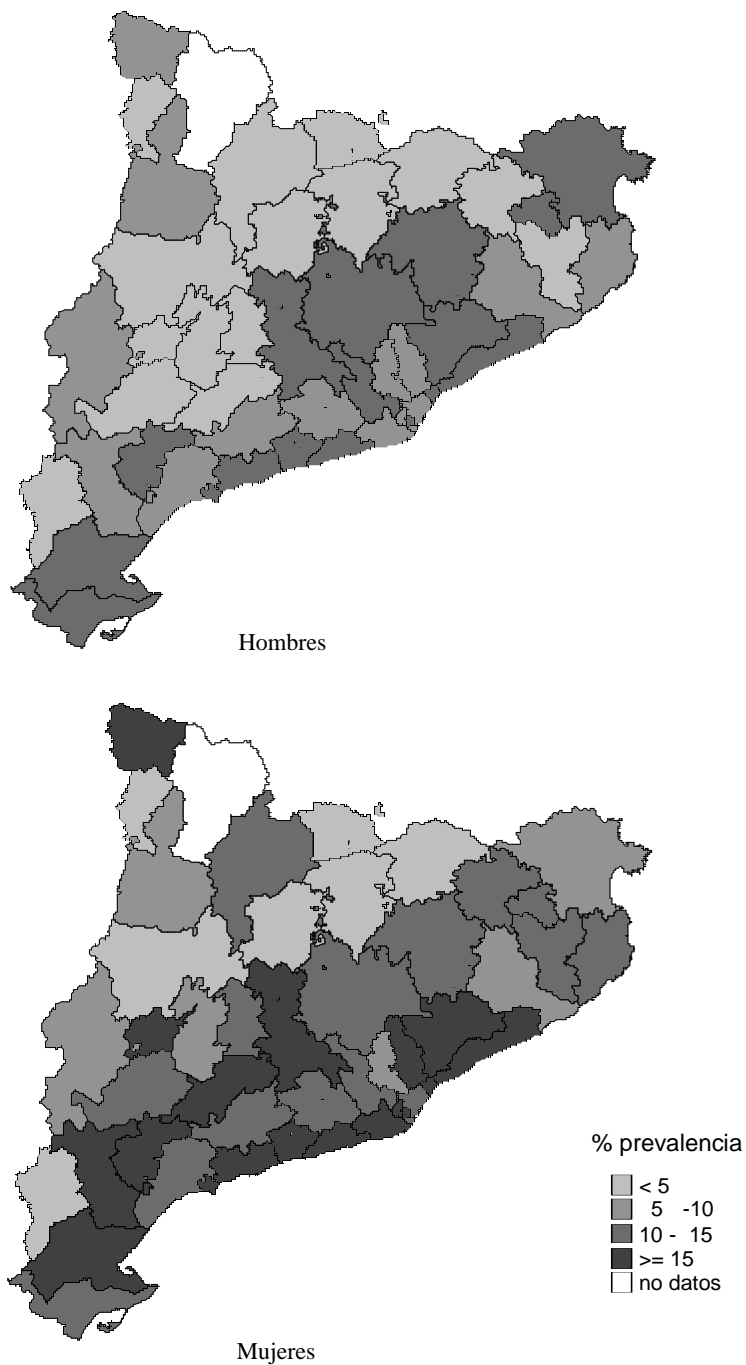 Hombres
% prevalencia
< 5
5 -10
10 - 15
>= 15
no datos
Mujeres